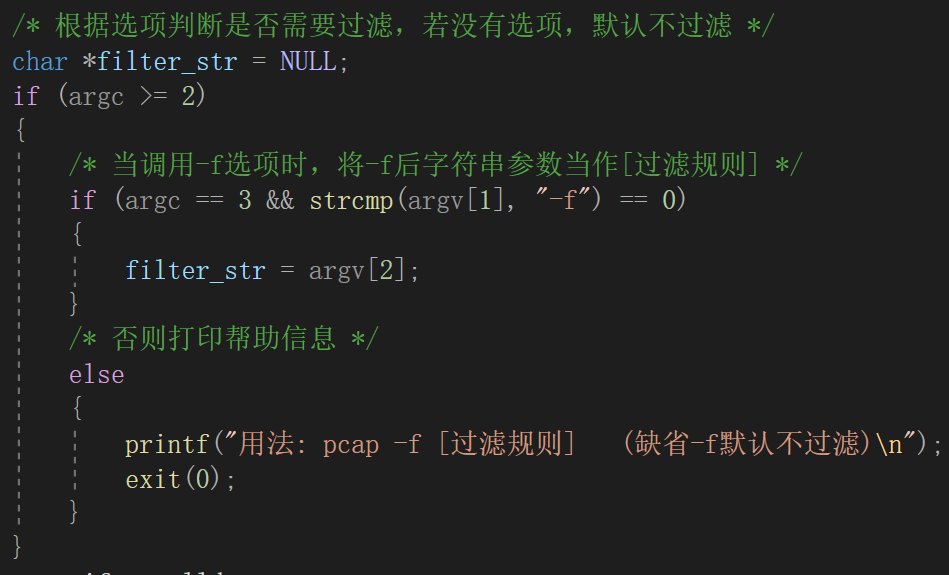 /* 根据选项判断是否需要过滤，若没有选项，默认不过滤 */
char *filter_str = NULL;
if (argc >= 2)
{
/* 当调用-f选项时，将-f后字符串参数当作[过滤规则] */
if (argc == 3 && strcmp(argv[1], "-f") == 0)
{
filter_str = argv[2];
}
/* 否则打印帮助信息 */
else
{
printf("用法: pcap -f [过滤规则]   (缺省-f默认不过滤)\n");
exit(0);
}
}